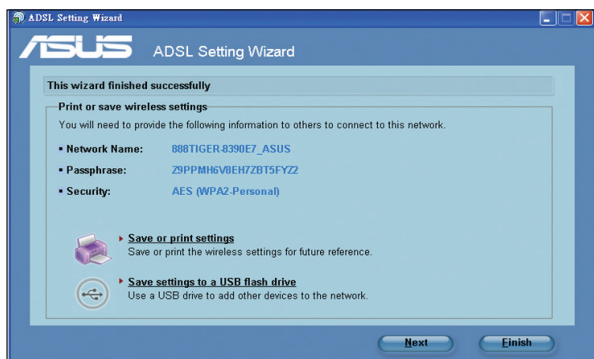 ADSL Setting Wizard
ASUS ADSL Setting Wizard
This wizard finished successfully
Print or save wireless settings
You will need to provide the following information to others to connect to this network.
▪ Network Name: 888TIGER-8390E7_ASUS
▪ Passphrase: Z9PPMH6V8EH7ZBT5FYZ2
▪ Security: AES (WPA2-Personal)
Save or print settings
Save or print the wireless settings for future reference.
Save settings to a USB flash drive
Use a USB drive to add other devices to the network.
Next Finish